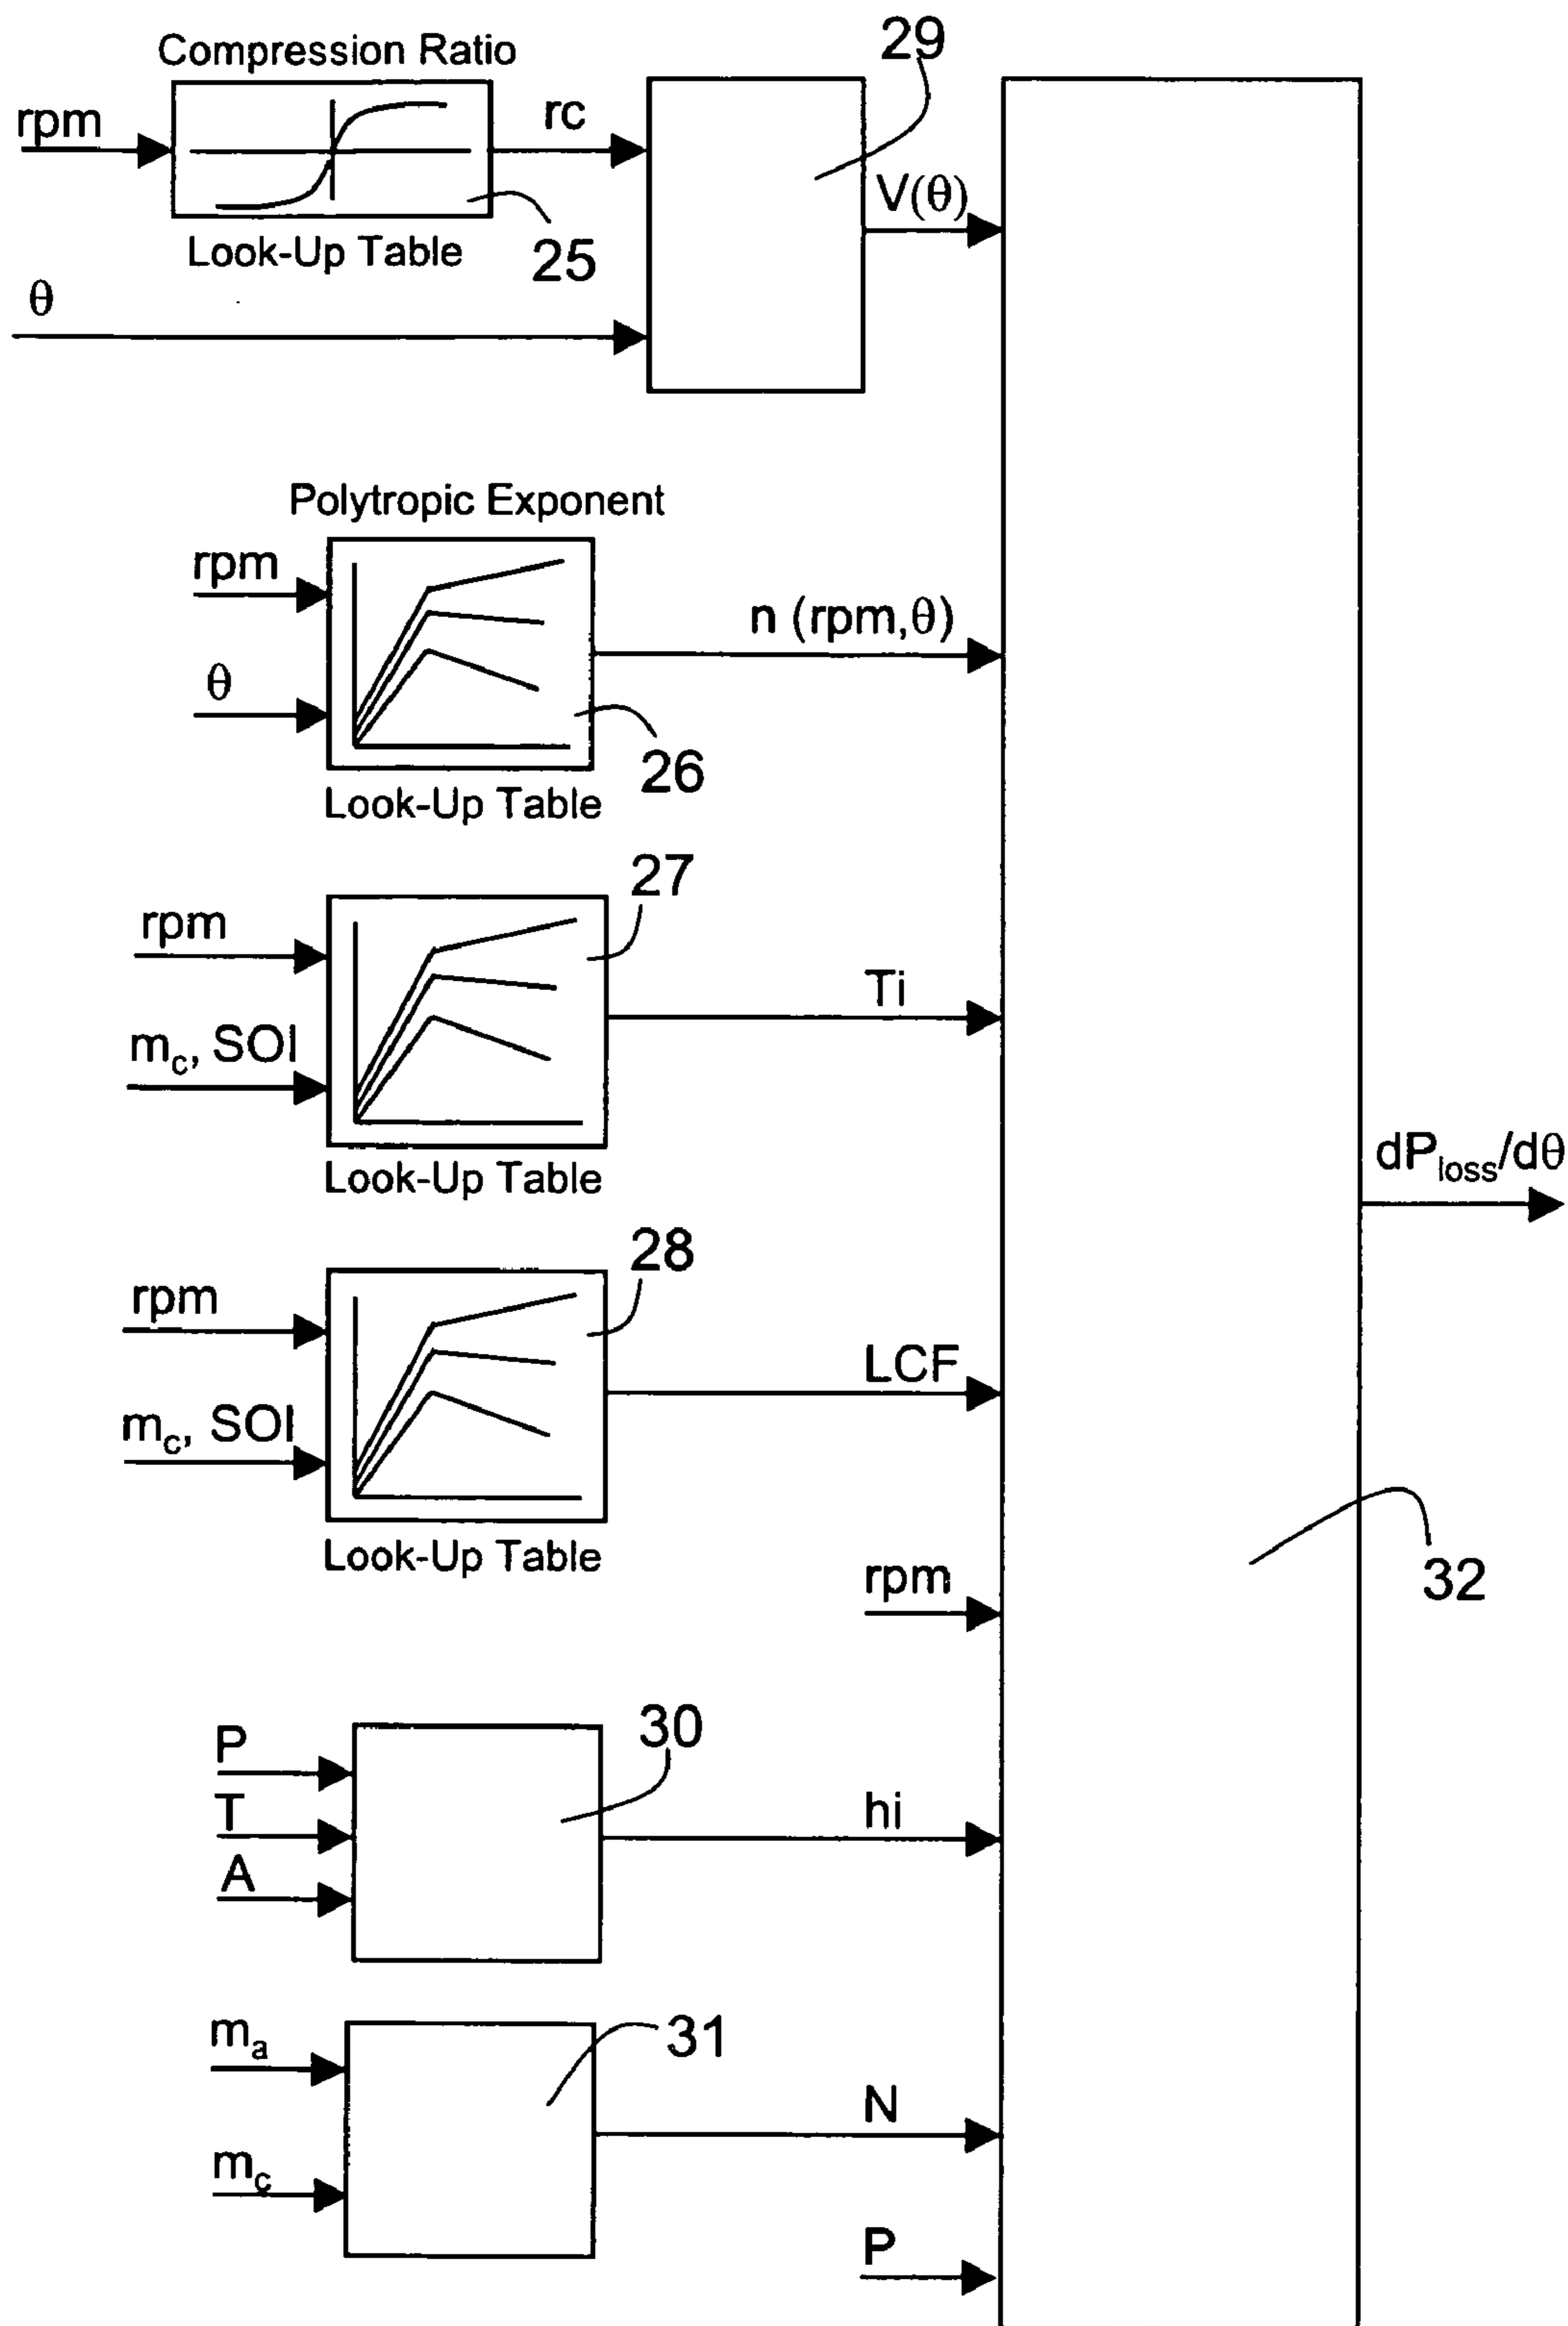 29
Compression Ratio
rpm
rc
V(θ)
Look-Up Table
25
θ
Polytropic Exponent
rpm
n (rpm,θ)
θ
26
Look-Up Table
27
rpm
Ti
mc, SOI
Look-Up Table
dPloss/dθ
28
rpm
LCF
mc, SOI
Look-Up Table
rpm
32
30
P
T
hi
A
31
ma
N
mc
P